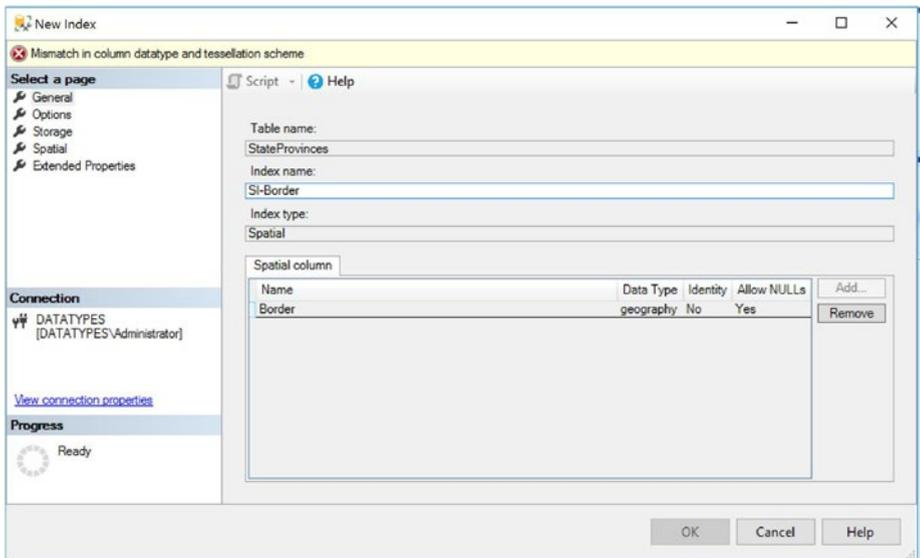 New Index
Mismatch in column datatype and tessellation scheme
Select a page
General
Options
Storage
Spatial
Extended Properties
Connection
DATATYPES
[DATATYPES\Administrator]
View connection properties
Progress
Ready
Script Help
Table name:
StateProvinces
Index name:
SI-Border
Index type:
Spatial
Spatial column
Name Data Type Identity Allow NULLs
Border geography No Yes
Add...
Remove
OK Cancel Help